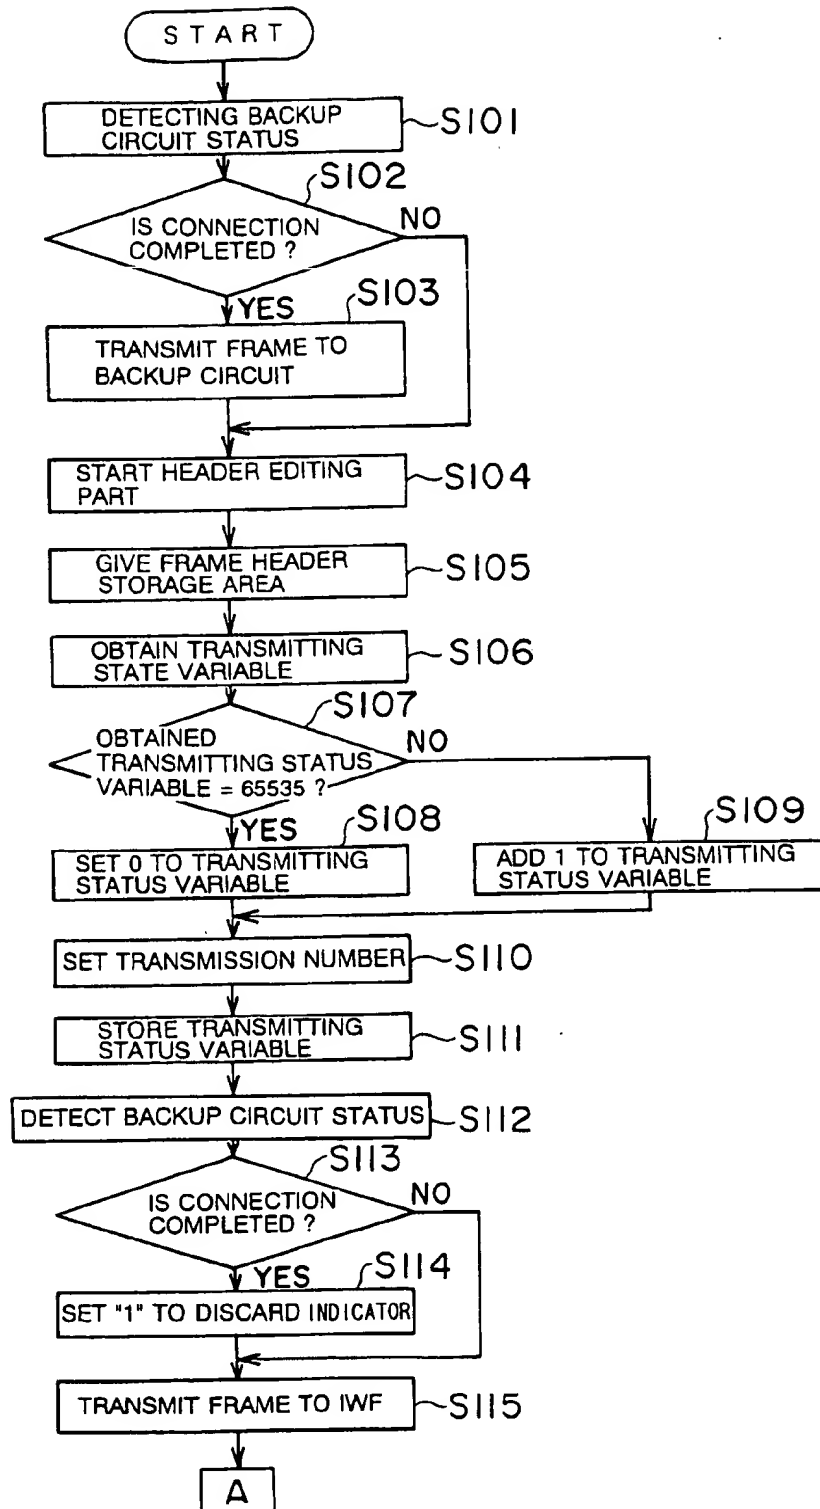 START
DETECTING BACKUP
CIRCUIT STATUS
S101
S102
IS CONNECTION
COMPLETED ?
NO
YES
S103
TRANSMIT FRAME TO
BACKUP CIRCUIT
START HEADER EDITING
PART
S104
GIVE FRAME HEADER
STORAGE AREA
S105
OBTAIN TRANSMITTING
STATE VARIABLE
S106
S107
OBTAINED
TRANSMITTING STATUS
VARIABLE = 65535 ?
NO
YES
S108
SET 0 TO TRANSMITTING
STATUS VARIABLE
S109
ADD 1 TO TRANSMITTING
STATUS VARIABLE
SET TRANSMISSION NUMBER
S110
STORE TRANSMITTING
STATUS VARIABLE
S111
DETECT BACKUP CIRCUIT STATUS
S112
S113
IS CONNECTION
COMPLETED ?
NO
YES
S114
SET "1" TO DISCARD INDICATOR
TRANSMIT FRAME TO IWF
S115
A